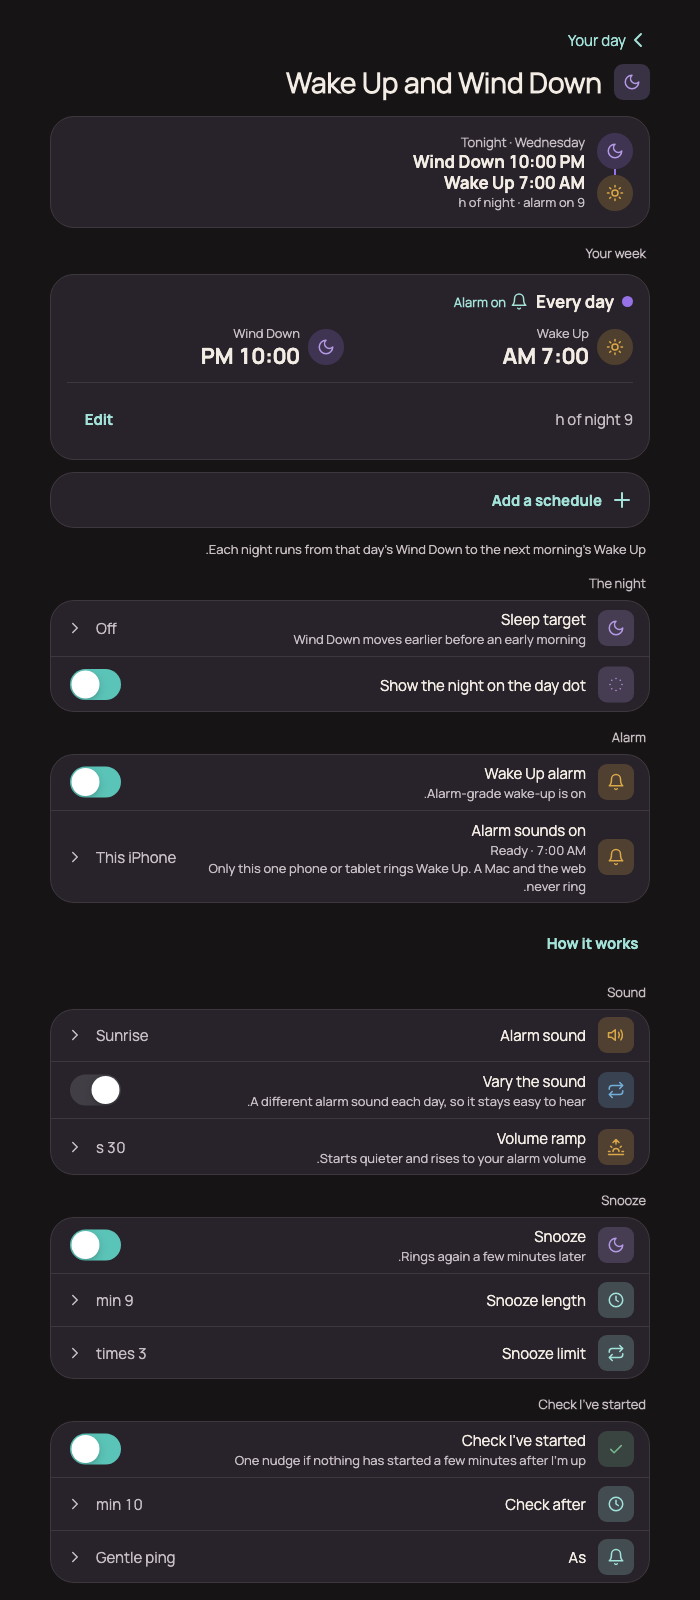 Your day
Wake Up and Wind Down
Tonight · Wednesday
Wind Down 10:00 PM
Wake Up 7:00 AM
h of night · alarm on 9
Your week
Every day
Alarm on
Wake Up
AM 7:00
Wind Down
PM 10:00
h of night 9
Edit
Add a schedule
.Each night runs from that day's Wind Down to the next morning's Wake Up
The night
Sleep target
Wind Down moves earlier before an early morning
Off
Show the night on the day dot
Alarm
Wake Up alarm
.Alarm-grade wake-up is on
Alarm sounds on
Ready · 7:00 AM
Only this one phone or tablet rings Wake Up. A Mac and the web
.never ring
This iPhone
How it works
Sound
Alarm sound
Sunrise
Vary the sound
.A different alarm sound each day, so it stays easy to hear
Volume ramp
.Starts quieter and rises to your alarm volume
s 30
Snooze
Snooze
.Rings again a few minutes later
Snooze length
min 9
Snooze limit
times 3
Check I've started
Check I've started
One nudge if nothing has started a few minutes after I'm up
Check after
min 10
As
Gentle ping